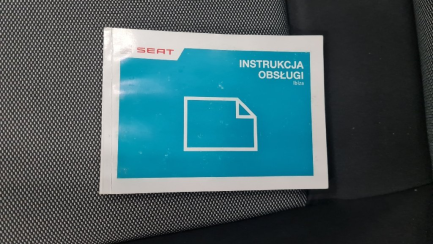 SEAT
INSTRUKCJA
OBSŁUGI
Ibiza